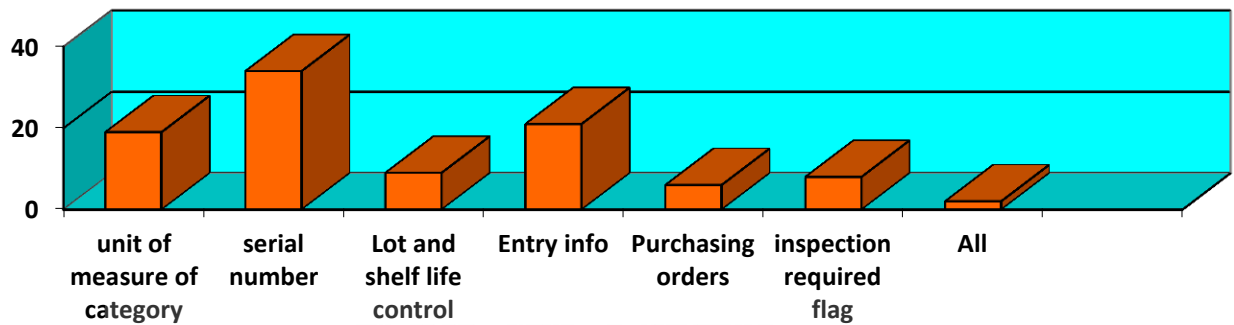 40
20
0
unit of
measure of
category
serial
number
Lot and
shelf life
control
Entry info
Purchasing
orders
inspection
required
flag
All